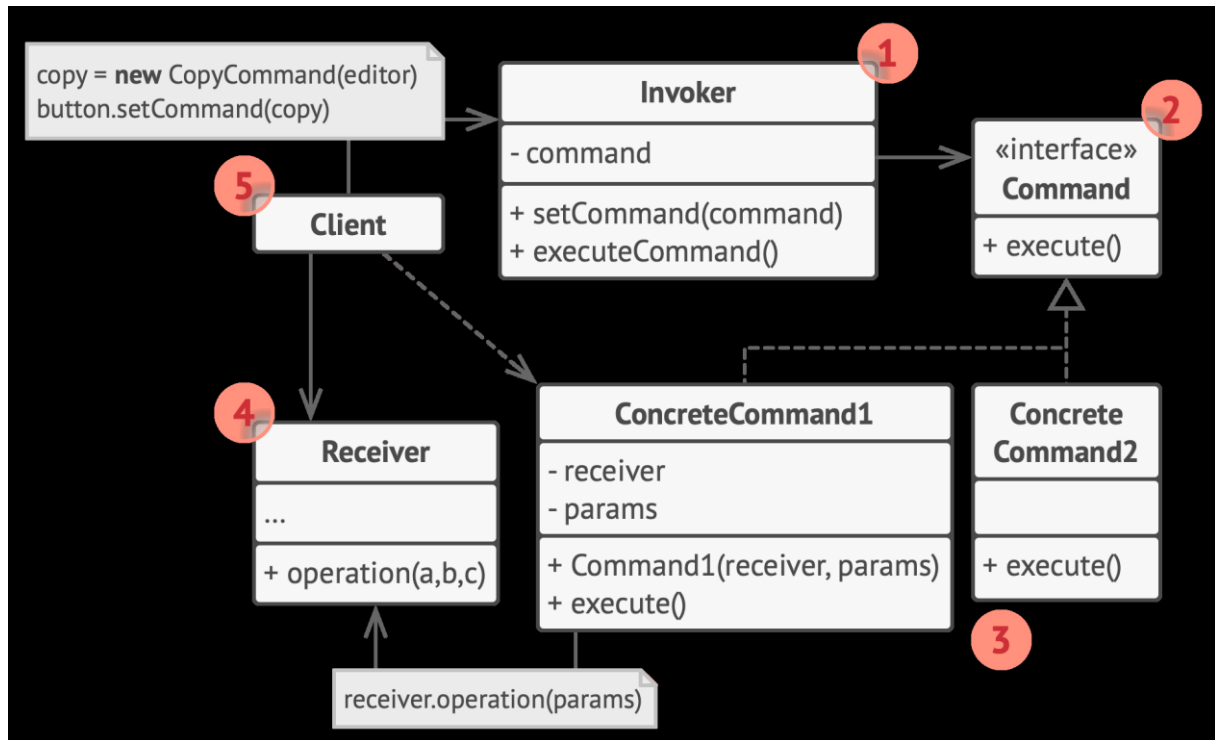 copy = new CopyCommand(editor)
button.setCommand(copy)
1
Invoker
- command
+ setCommand(command)
+ executeCommand()
2
«interface»
Command
+ execute()
5
Client
4
Receiver
...
+ operation(a,b,c)
ConcreteCommand1
- receiver
- params
+ Command1(receiver, params)
+ execute()
Concrete
Command2
+ execute()
3
receiver.operation(params)